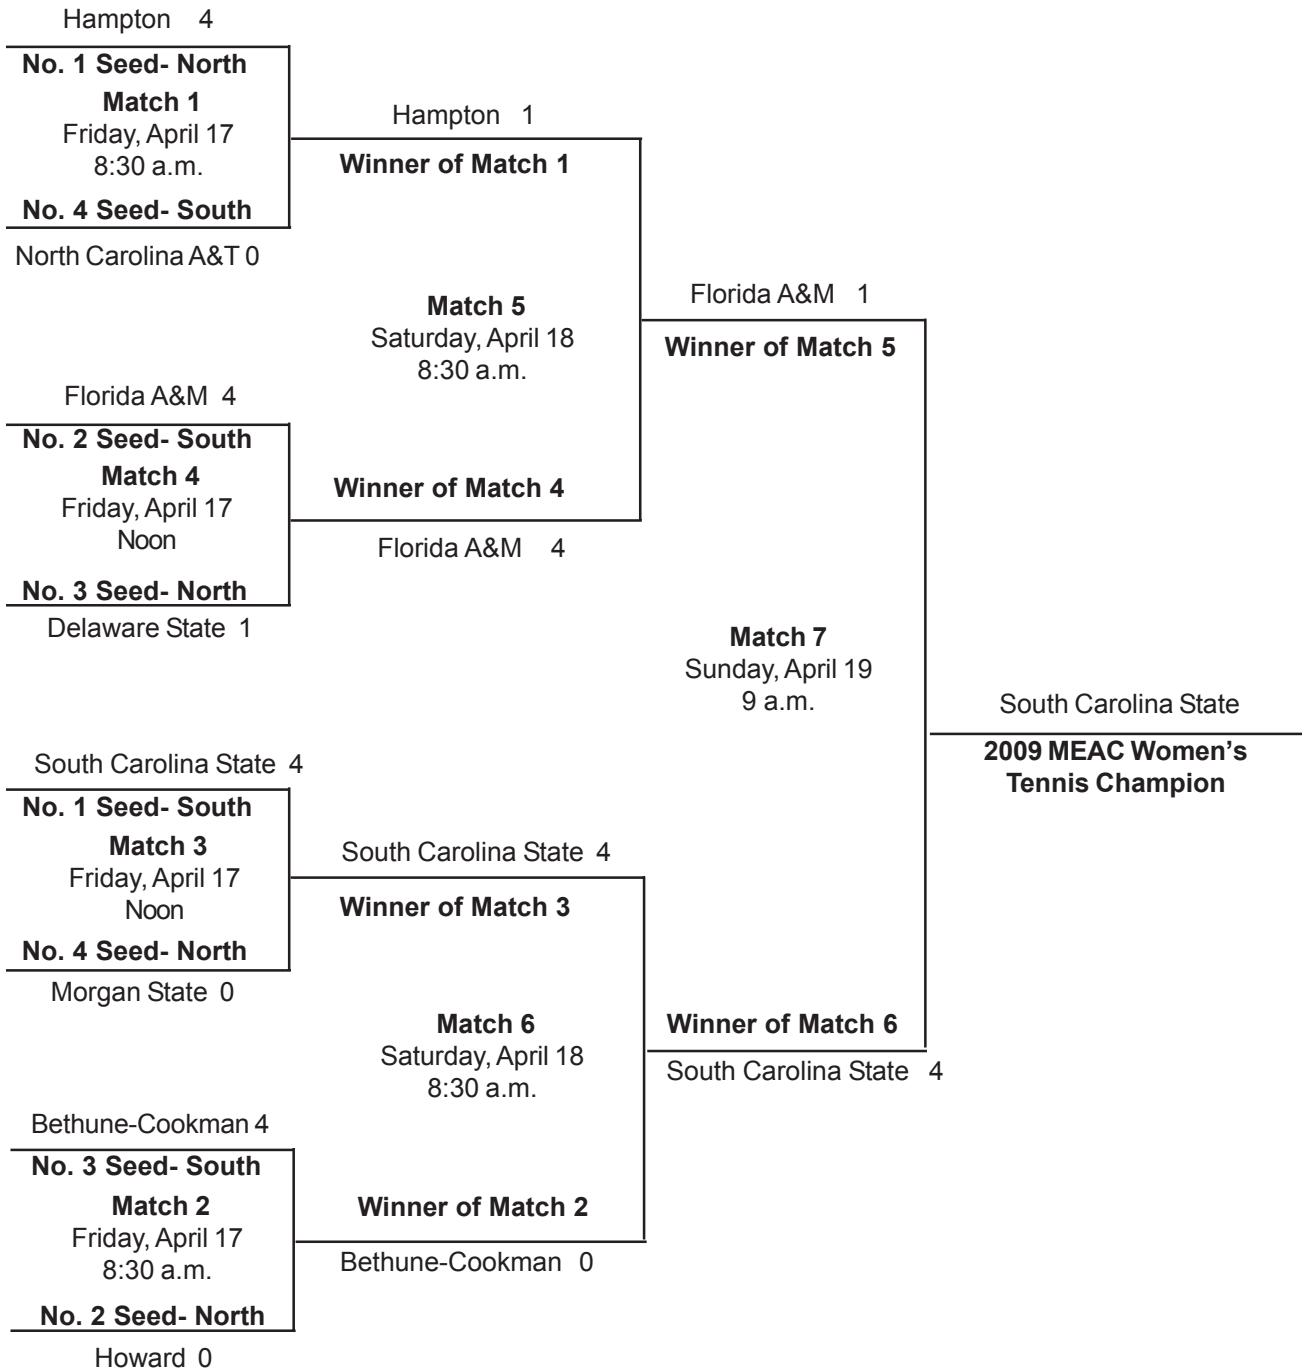 Hampton 4
No. 1 Seed- North
Match 1
Friday, April 17
8:30 a.m.
No. 4 Seed- South
North Carolina A&T 0
Florida A&M 4
No. 2 Seed- South
Match 4
Friday, April 17
Noon
No. 3 Seed- North
Delaware State 1
South Carolina State 4
No. 1 Seed- South
Match 3
Friday, April 17
Noon
No. 4 Seed- North
Morgan State 0
Bethune-Cookman 4
No. 3 Seed- South
Match 2
Friday, April 17
8:30 a.m.
No. 2 Seed- North
Howard 0
Hampton 1
Winner of Match 1
Match 5
Saturday, April 18
8:30 a.m.
Winner of Match 4
Florida A&M 4
South Carolina State 4
Winner of Match 3
Match 6
Saturday, April 18
8:30 a.m.
Winner of Match 2
Bethune-Cookman 0
Florida A&M 1
Winner of Match 5
Match 7
Sunday, April 19
9 a.m.
Winner of Match 6
South Carolina State 4
South Carolina State
2009 MEAC Women's
Tennis Champion